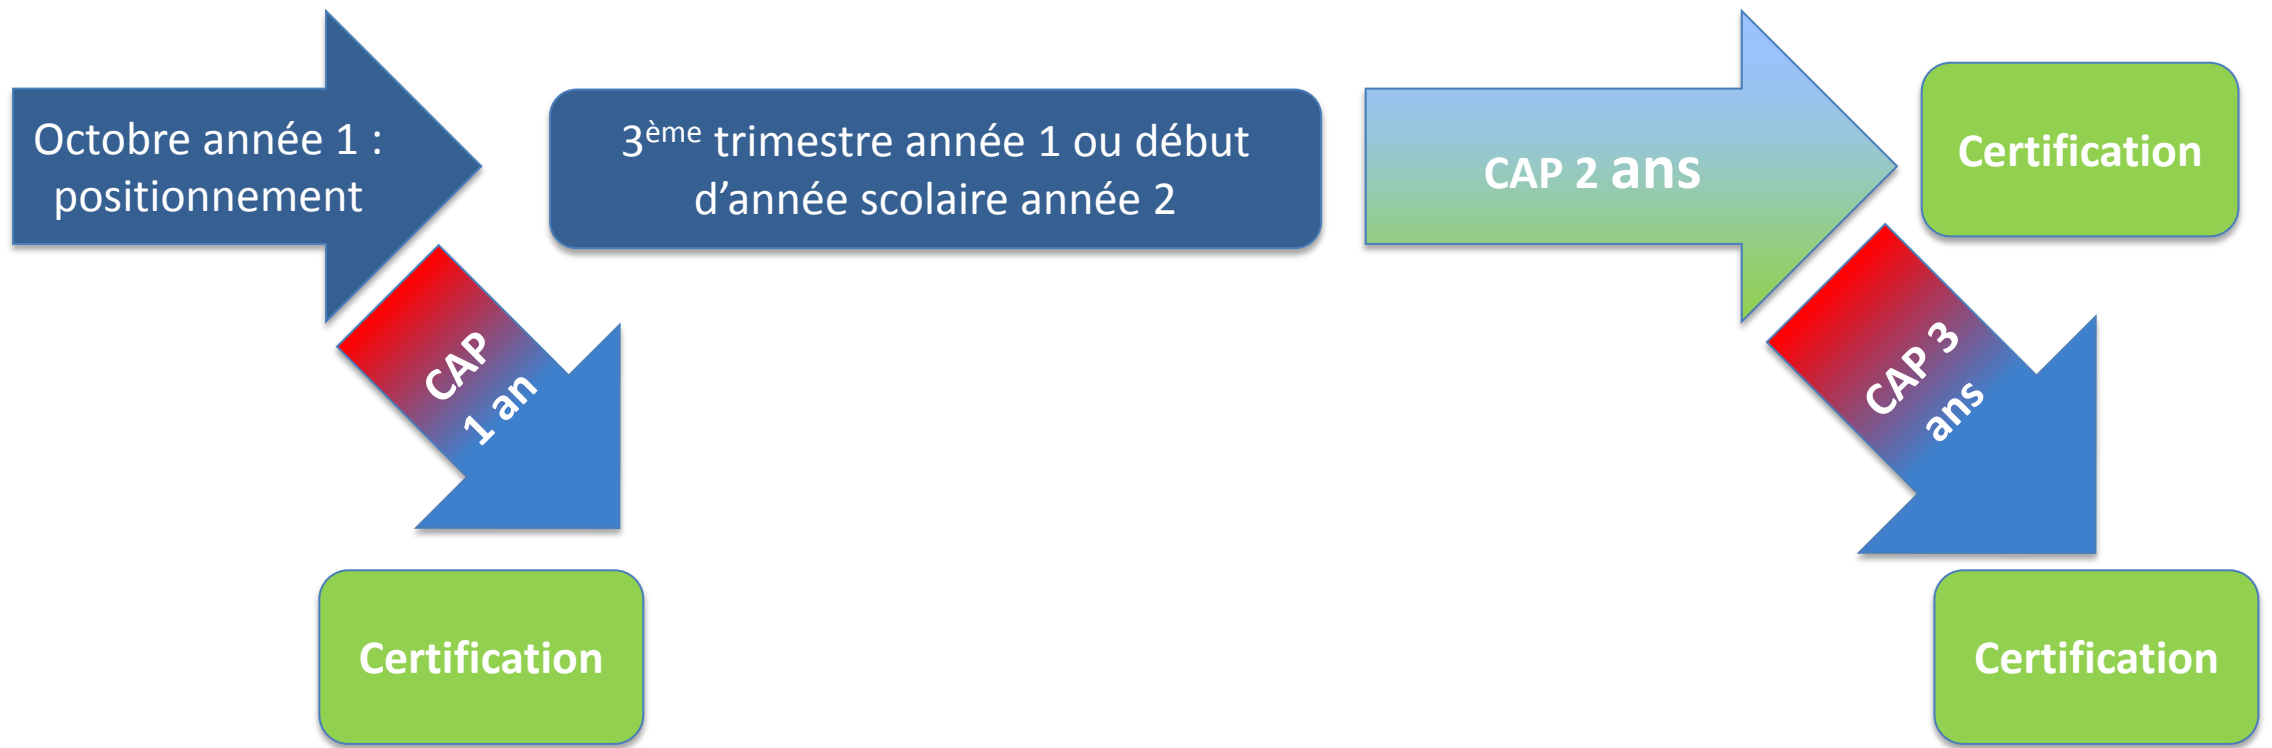 Octobre année 1 :
positionnement
3ème trimestre année 1 ou début
d’année scolaire année 2
CAP 2 ans
Certification
CAP
1 an
CAP 3
ans
Certification
Certification